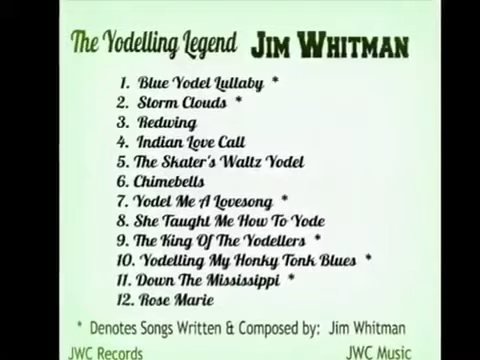 The Yodelling Legend JIM WHITMAN
1. Blue Yodel Lullaby *
2. Storm Clouds *
3. Redwing
4. Indian Love Call
5. The Skater's Waltz Yodel
6. Chimebells
7. Yodel Me A Lovesong *
8. She Taught Me How To Yode
9. The King Of The Yodellers *
10. Yodelling My Honky Tonk Blues *
11. Down The Mississippi *
12. Rose Marie
* Denotes Songs Written & Composed by: Jim Whitman
JWC Records JWC Music